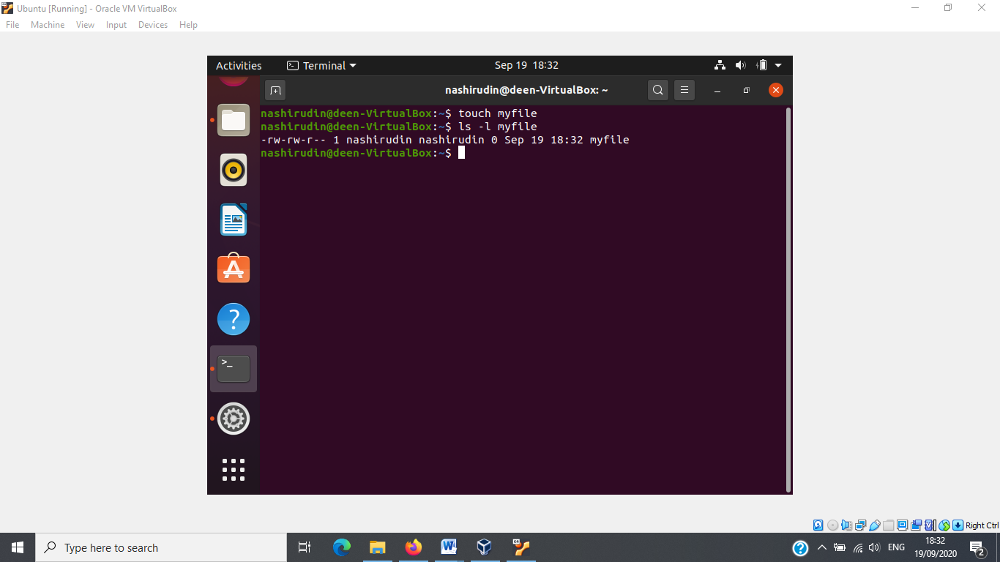 Ubuntu [Running] - Oracle VM VirtualBox
File Machine View Input Devices Help
Activities Terminal Sep 19 18:32
nashirudin@deen-VirtualBox: ~
nashirudin@deen-VirtualBox:~$ touch myfile
nashirudin@deen-VirtualBox:~$ ls -l myfile
-rw-rw-r-- 1 nashirudin nashirudin 0 Sep 19 18:32 myfile
nashirudin@deen-VirtualBox:~$
Right Ctrl
Type here to search
ENG
18:32
19/09/2020
2